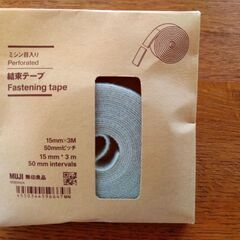 ミシン目入り
Perforated
結束テープ
Fastening tape
15mm×3M
50mmピッチ
15 mm * 3 m
50 mm intervals
MUJI 無印良品